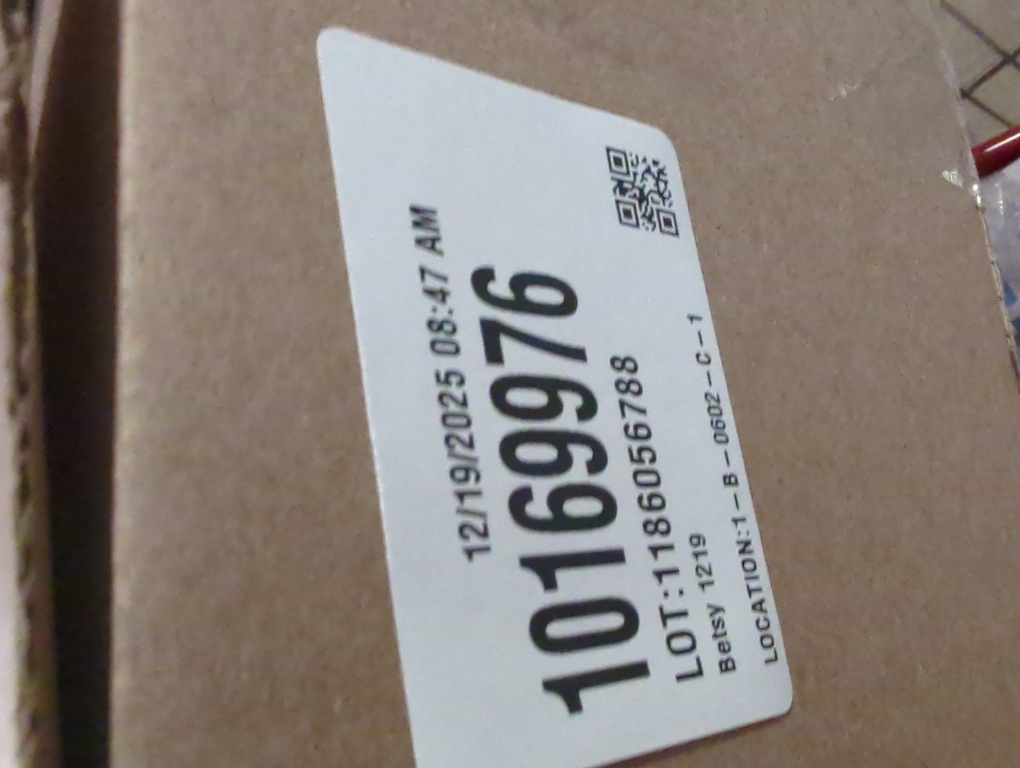 12/19/2025 08:47 AM
10169976
LOT:1186056788
Betsy 1219
LOCATION:1-B-0602-C-1